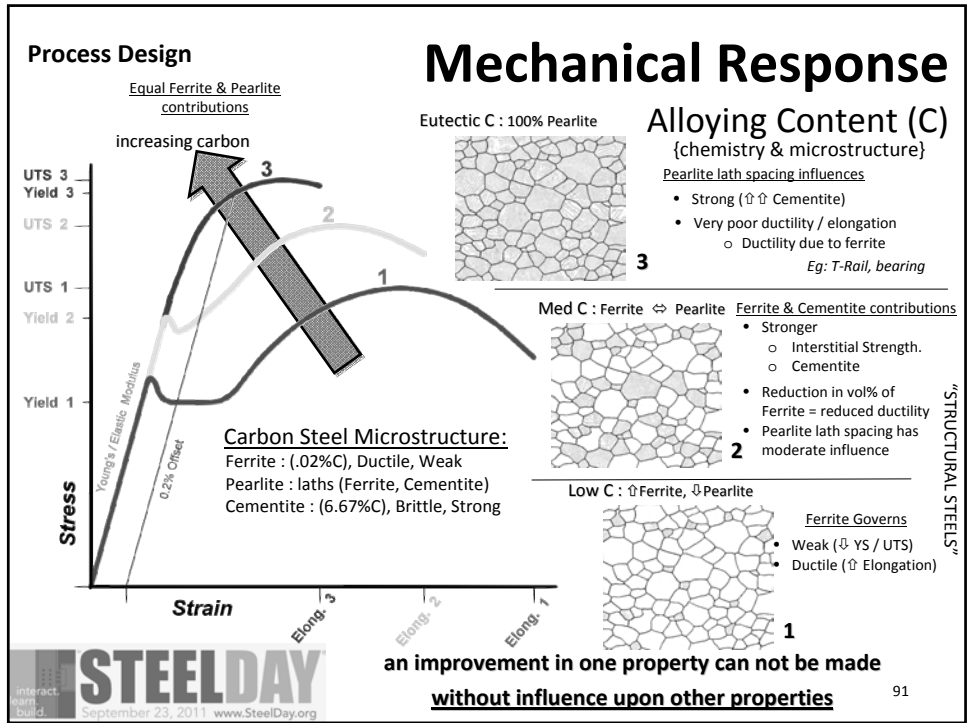 Process Design
Mechanical Response
Equal Ferrite & Pearlite
contributions
increasing carbon
UTS 3
Yield 3
UTS 2
UTS 1
Yield 2
Yield 1
3
2
1
Young's / Elastic Modulus
0.2% Offset
Stress
Strain
Elong. 3
Elong. 2
Elong. 1
Carbon Steel Microstructure:
Ferrite : (.02%C), Ductile, Weak
Pearlite : laths (Ferrite, Cementite)
Cementite : (6.67%C), Brittle, Strong
Alloying Content (C)
{chemistry & microstructure}
Eutectic C : 100% Pearlite
3
Pearlite lath spacing influences
• Strong (⇧⇧ Cementite)
• Very poor ductility / elongation
o Ductility due to ferrite
Eg: T-Rail, bearing
Med C : Ferrite ⇔ Pearlite
2
Ferrite & Cementite contributions
• Stronger
o Interstitial Strength.
o Cementite
• Reduction in vol% of
Ferrite = reduced ductility
• Pearlite lath spacing has
moderate influence
Low C : ⇧Ferrite, ⇩Pearlite
1
Ferrite Governs
• Weak (⇩ YS / UTS)
• Ductile (⇧ Elongation)
"STRUCTURAL STEELS"
interact.
learn.
build.
STEELDAY
September 23, 2011 www.SteelDay.org
an improvement in one property can not be made
without influence upon other properties
91